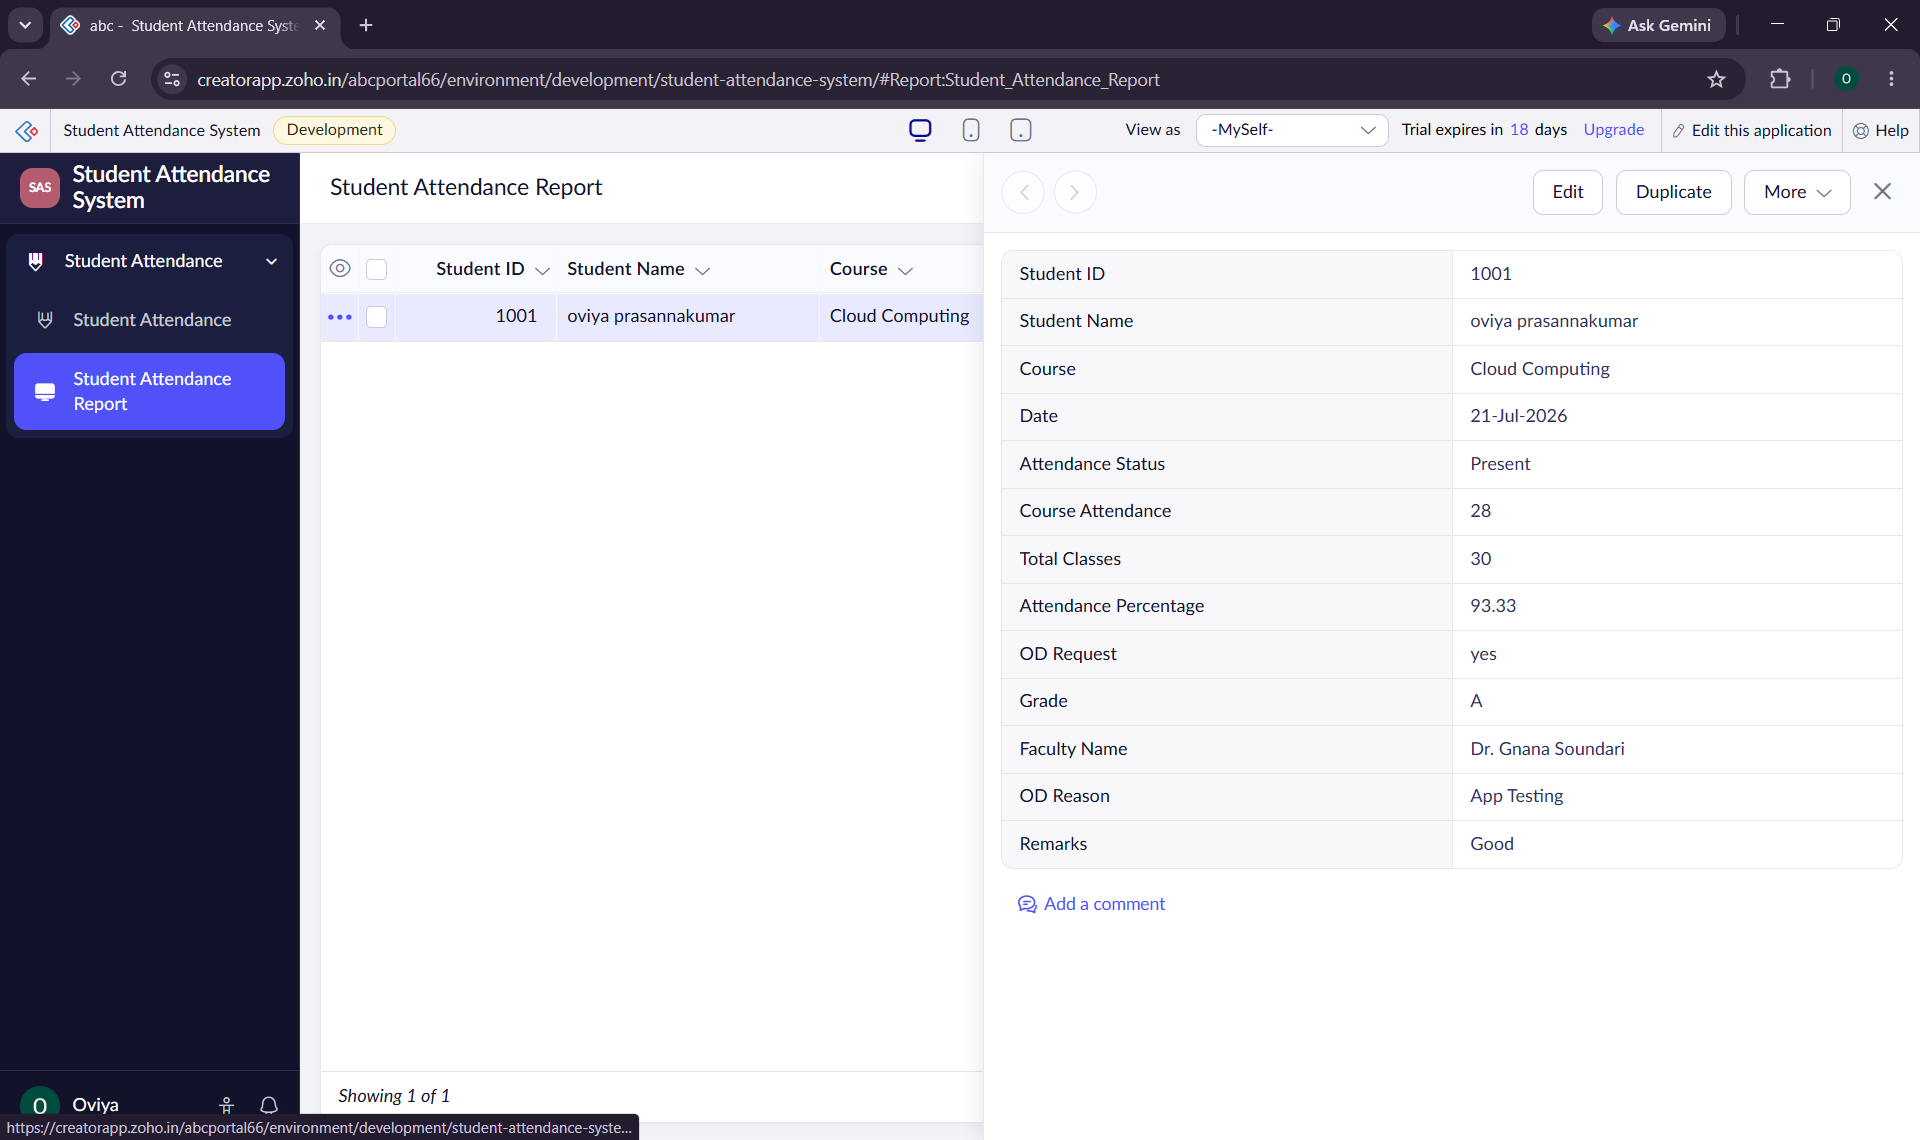 abc - Student Attendance Syste
Ask Gemini
creatorapp.zoho.in/abcportal66/environment/development/student-attendance-system/#Report:Student_Attendance_Report
O
Student Attendance System
Development
View as
-MySelf-
Trial expires in 18 days
Upgrade
Edit this application
Help
SAS
Student Attendance
System
Student Attendance
Student Attendance
Student Attendance
Report
Student Attendance Report
Student ID
Student Name
Course
1001
oviya prasannakumar
Cloud Computing
Showing 1 of 1
Edit
Duplicate
More
Student ID 1001
Student Name oviya prasannakumar
Course Cloud Computing
Date 21-Jul-2026
Attendance Status Present
Course Attendance 28
Total Classes 30
Attendance Percentage 93.33
OD Request yes
Grade A
Faculty Name Dr. Gnana Soundari
OD Reason App Testing
Remarks Good
Add a comment
O
Oviya
https://creatorapp.zoho.in/abcportal66/environment/development/student-attendance-syste...